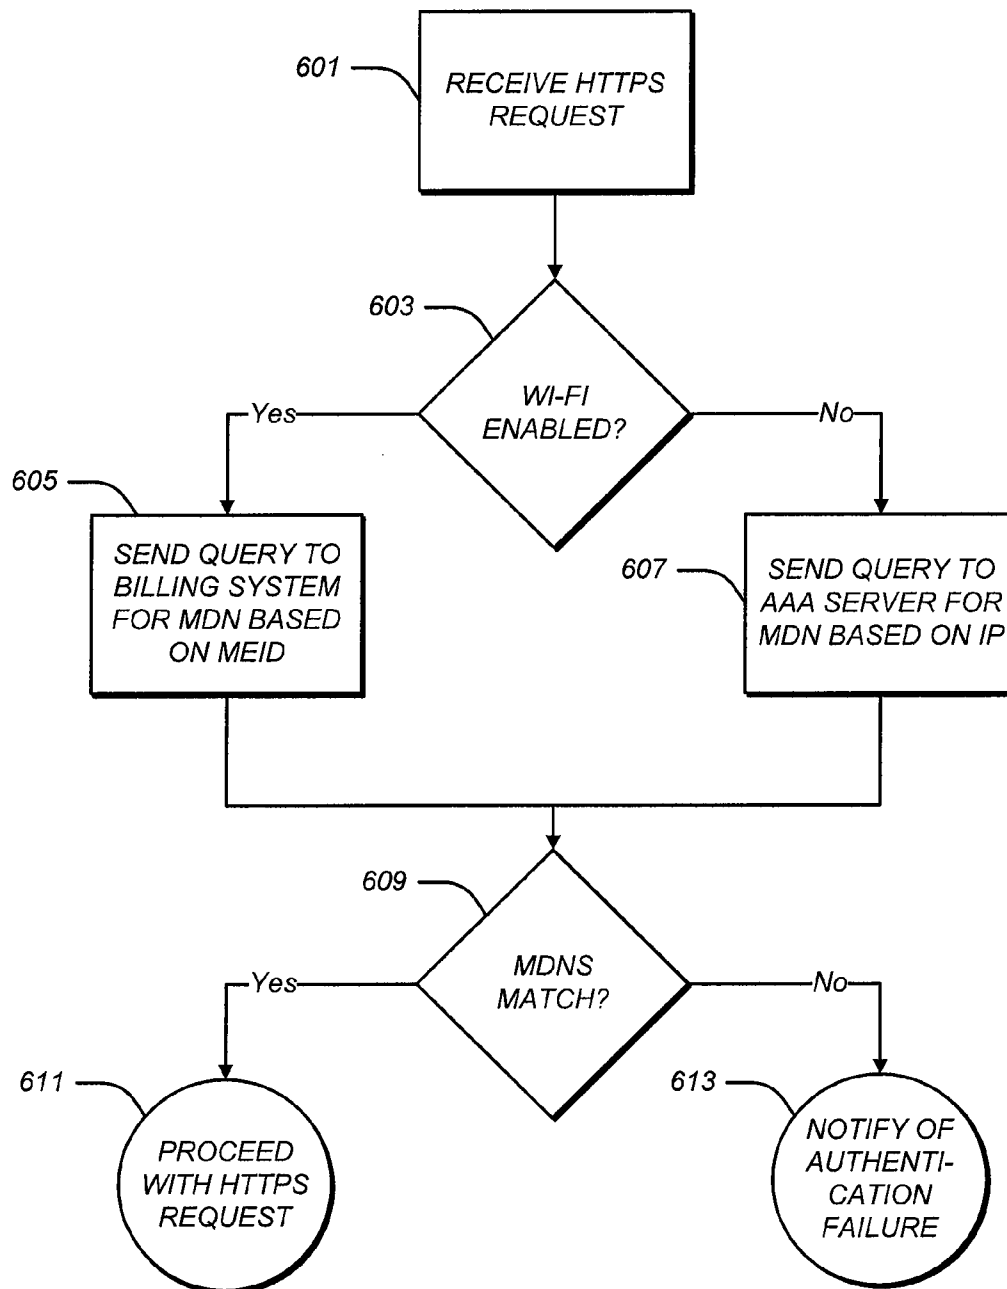 601
RECEIVE HTTPS
REQUEST
603
WI-FI
ENABLED?
Yes
No
605
SEND QUERY TO
BILLING SYSTEM
FOR MDN BASED
ON MEID
607
SEND QUERY TO
AAA SERVER FOR
MDN BASED ON IP
609
MDNS
MATCH?
Yes
No
611
PROCEED
WITH HTTPS
REQUEST
613
NOTIFY OF
AUTHENTI-
CATION
FAILURE